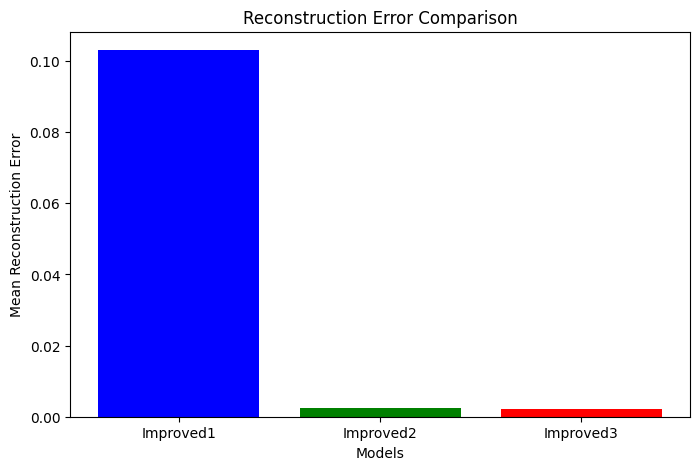 Reconstruction Error Comparison
Mean Reconstruction Error
0.10
0.08
0.06
0.04
0.02
0.00
Improved1 Improved2 Improved3
Models